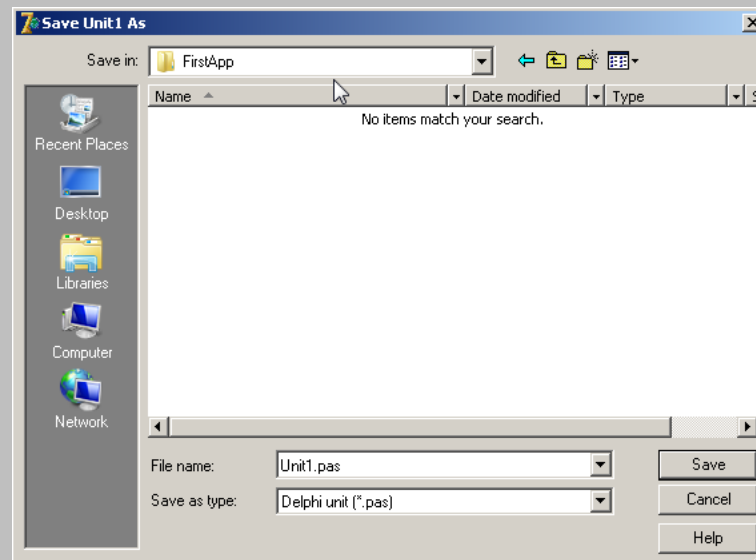 Save Unit1 As
Save in: FirstApp
Name Date modified Type S
No items match your search.
Recent Places
Desktop
Libraries
Computer
Network
File name: Unit1.pas Save
Save as type: Delphi unit (*.pas) Cancel
Help